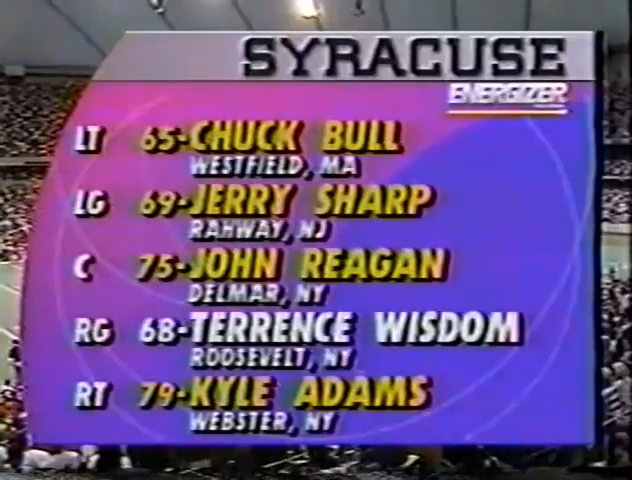 SYRACUSE
ENERGIZER
LT 65-CHUCK BULL
WESTFIELD, MA
LG 69-JERRY SHARP
RAHWAY, NJ
C 75-JOHN REAGAN
DELMAR, NY
RG 68-TERRENCE WISDOM
ROOSEVELT, NY
RT 79-KYLE ADAMS
WEBSTER, NY